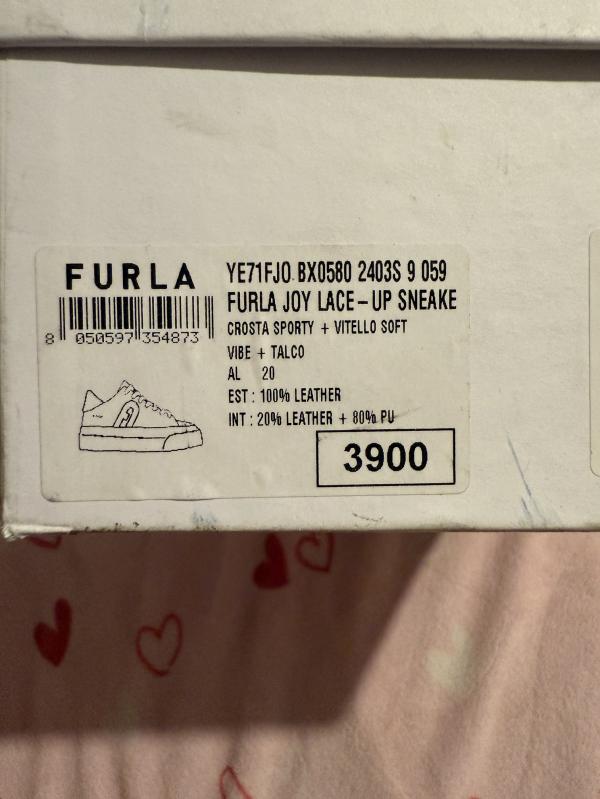 FURLA
8 050597 354873
YE71FJO BX0580 2403S 9 059
FURLA JOY LACE-UP SNEAKE
CROSTA SPORTY + VITELLO SOFT
VIBE + TALCO
AL 20
EST : 100% LEATHER
INT : 20% LEATHER + 80% PU
3900